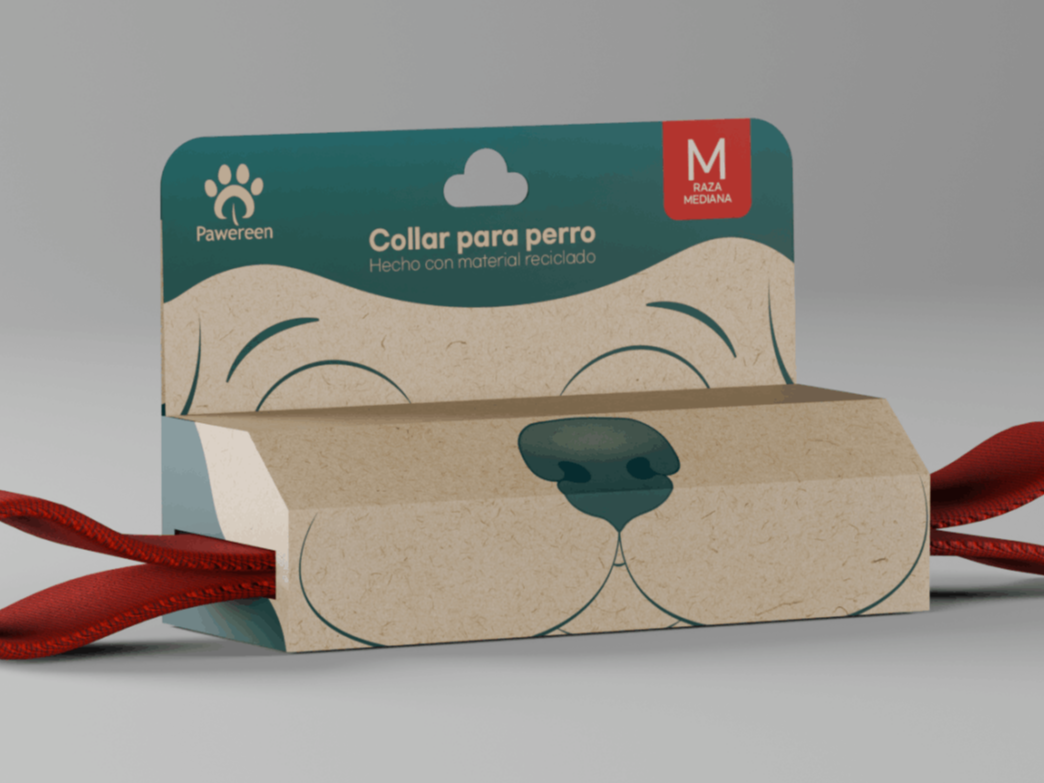 Pawereen
Collar para perro
Hecho con material reciclado
M
RAZA
MEDIANA